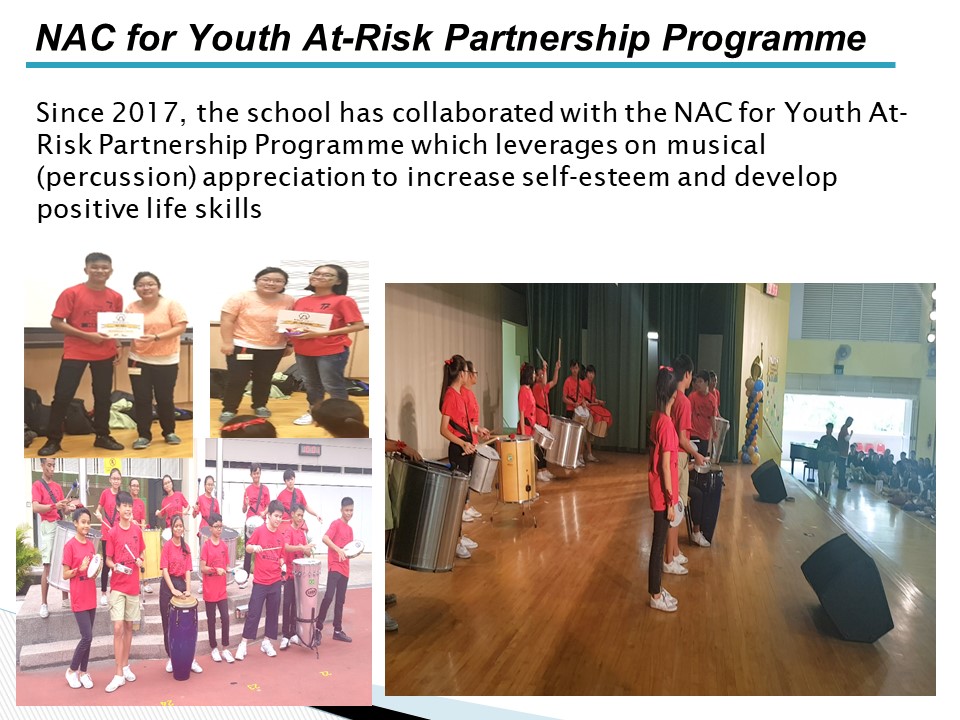 NAC for Youth At-Risk Partnership Programme
Since 2017, the school has collaborated with the NAC for Youth At-
Risk Partnership Programme which leverages on musical
(percussion) appreciation to increase self-esteem and develop
positive life skills